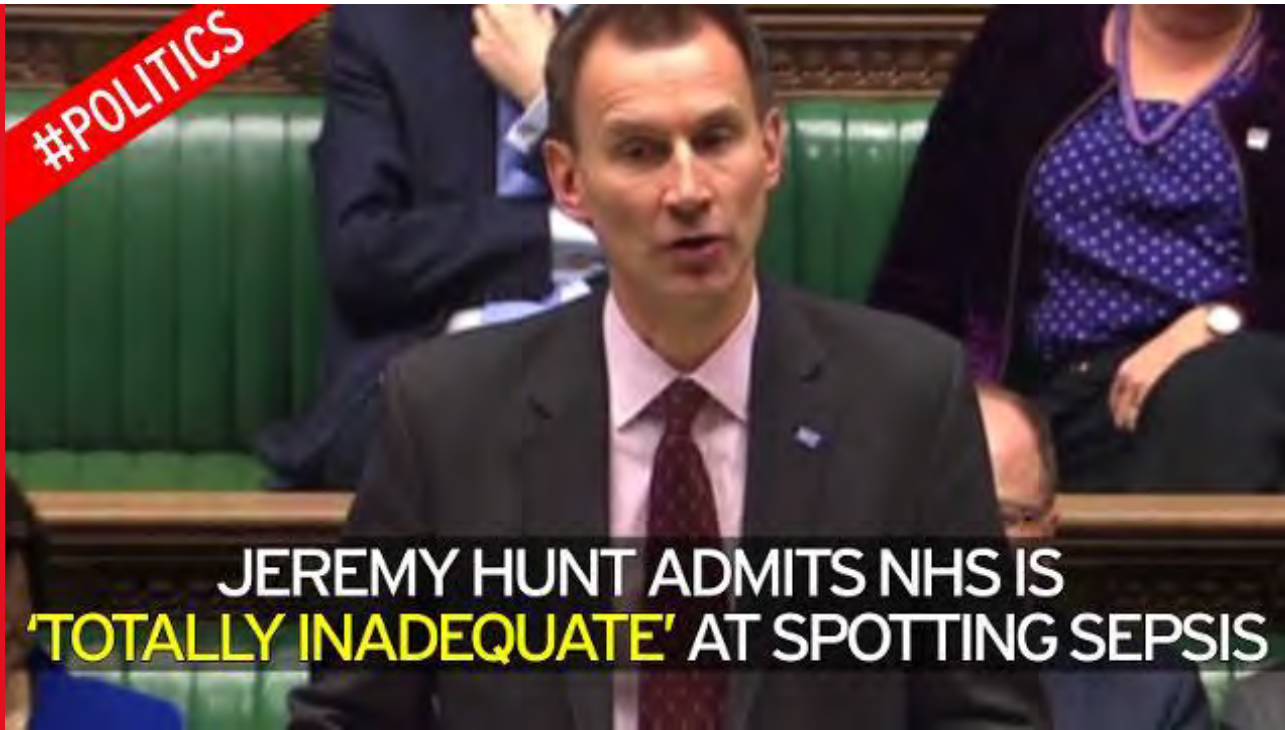 #POLITICS
JEREMY HUNT ADMITS NHS IS
‘TOTALLY INADEQUATE’ AT SPOTTING SEPSIS